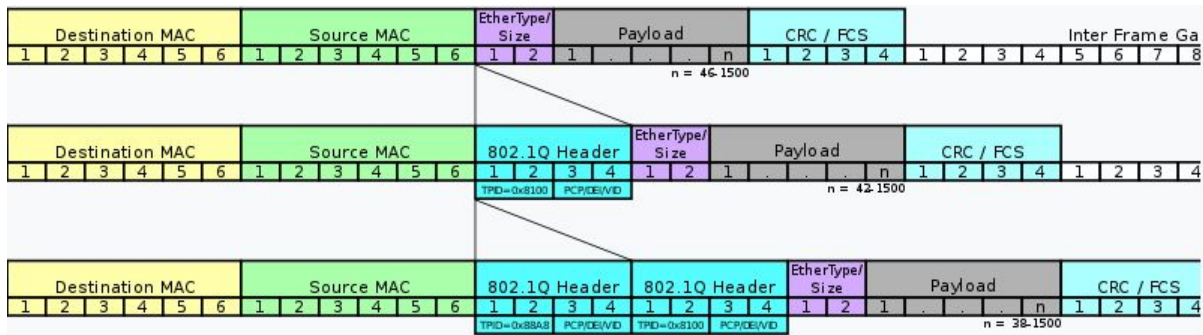 Destination MAC Source MAC EtherType/ Size Payload CRC / FCS Inter Frame Ga
1 2 3 4 5 6 1 2 3 4 5 6 1 2 1 . . . n 1 2 3 4 1 2 3 4 5 6 7 8
n = 46-1500
Destination MAC Source MAC 802.1Q Header EtherType/ Size Payload CRC / FCS
1 2 3 4 5 6 1 2 3 4 5 6 1 2 3 4 1 2 1 . . . n 1 2 3 4 1 2 3 4
TPID=0x8100 PCP/DEI/VID n = 42-1500
Destination MAC Source MAC 802.1Q Header 802.1Q Header EtherType/ Size Payload CRC / FCS
1 2 3 4 5 6 1 2 3 4 5 6 1 2 3 4 1 2 3 4 1 2 1 . . . n 1 2 3 4
TPID=0x88A8 PCP/DEI/VID TPID=0x8100 PCP/DEI/VID n = 38-1500